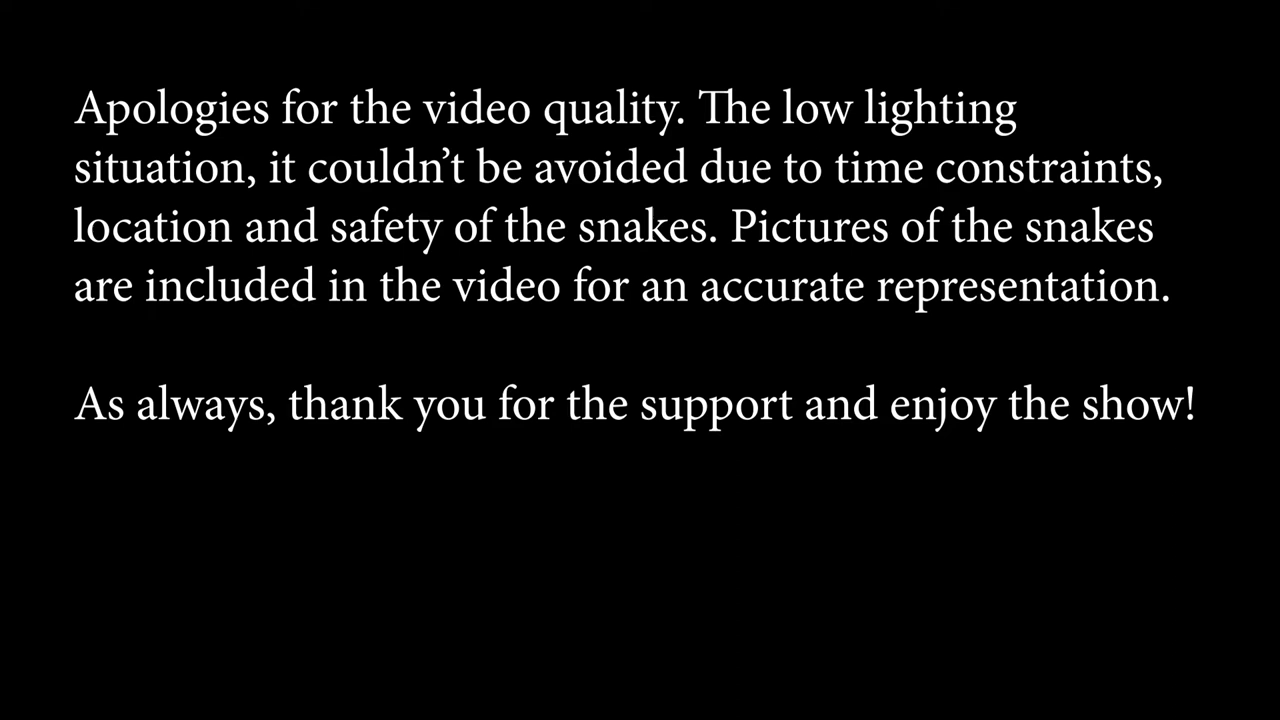 Apologies for the video quality. The low lighting
situation, it couldn’t be avoided due to time constraints,
location and safety of the snakes. Pictures of the snakes
are included in the video for an accurate representation.
As always, thank you for the support and enjoy the show!